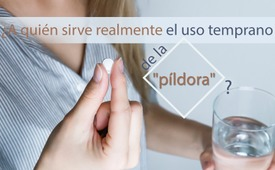 ¿A quién sirve realmente el uso temprano
de la
"píldora"
?